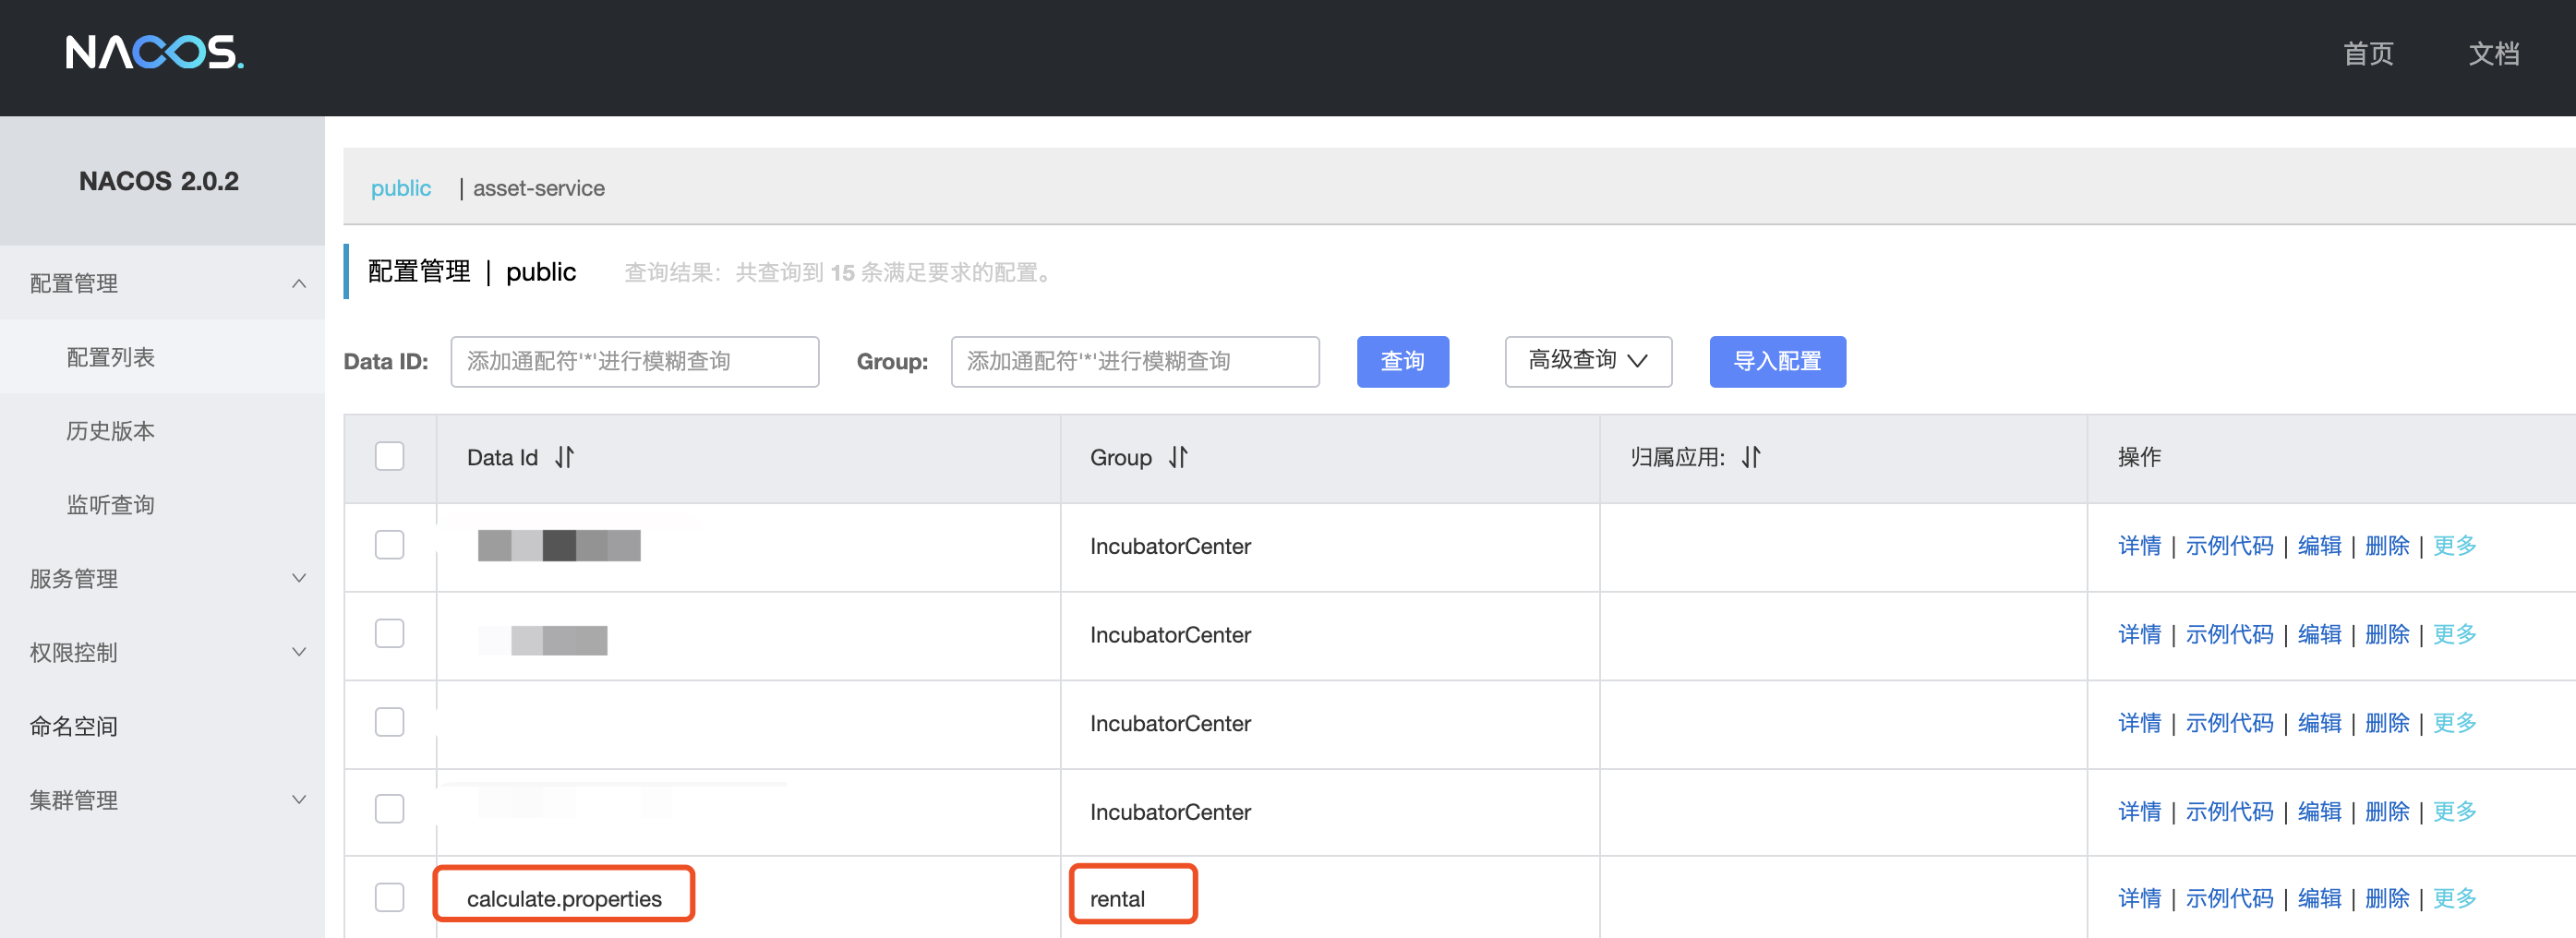 NACOS.
首页 文档
NACOS 2.0.2
public | asset-service
配置管理
配置管理 | public 查询结果：共查询到 15 条满足要求的配置。
配置列表
Data ID: 添加通配符'*'进行模糊查询 Group: 添加通配符'*'进行模糊查询 查询 高级查询 导入配置
历史版本
Data Id Group 归属应用: 操作
监听查询
IncubatorCenter 详情 | 示例代码 | 编辑 | 删除 | 更多
服务管理
IncubatorCenter 详情 | 示例代码 | 编辑 | 删除 | 更多
权限控制
IncubatorCenter 详情 | 示例代码 | 编辑 | 删除 | 更多
命名空间
IncubatorCenter 详情 | 示例代码 | 编辑 | 删除 | 更多
集群管理
calculate.properties rental 详情 | 示例代码 | 编辑 | 删除 | 更多